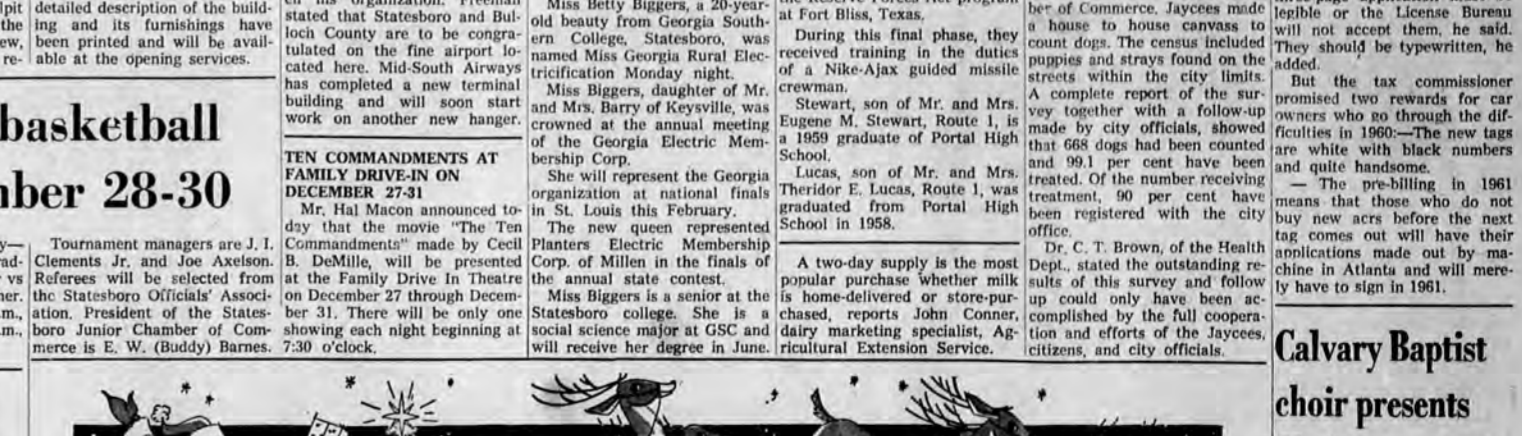 lpit
the
ew,
re-
basketball
mber 28-30
y—
ad-
vs
her.
m.,
m.,
detailed description of the build-
ing and its furnishings have
been printed and will be avail-
able at the opening services.
Tournament managers are J. I.
Clements Jr. and Joe Axelson.
Referees will be selected from
the Statesboro Officials' Associ-
ation. President of the States-
boro Junior Chamber of Com-
merce is E. W. (Buddy) Barnes.
stated that Statesboro and Bul-
loch County are to be congra-
tulated on the fine airport lo-
cated here. Mid-South Airways
has completed a new terminal
building and will soon start
work on another new hanger.
TEN COMMANDMENTS AT
FAMILY DRIVE-IN ON
DECEMBER 27-31
Mr. Hal Macon announced to-
day that the movie "The Ten
Commandments" made by Cecil
B. DeMille, will be presented
at the Family Drive In Theatre
on December 27 through Decem-
ber 31. There will be only one
showing each night beginning at
7:30 o'clock.
Miss Betty Biggers, a 20-year-
old beauty from Georgia South-
ern College, Statesboro, was
named Miss Georgia Rural Elec-
tricification Monday night.
Miss Biggers, daughter of Mr.
and Mrs. Barry of Keysville, was
crowned at the annual meeting
of the Georgia Electric Mem-
bership Corp.
She will represent the Georgia
organization at national finals
in St. Louis this February.
The new queen represented
Planters Electric Membership
Corp. of Millen in the finals of
the annual state contest.
Miss Biggers is a senior at the
Statesboro college. She is a
social science major at GSC and
will receive her degree in June.
at Fort Bliss, Texas.
During this final phase, they
received training in the duties
of a Nike-Ajax guided missile
crewman.
Stewart, son of Mr. and Mrs.
Eugene M. Stewart, Route 1, is
a 1959 graduate of Portal High
School.
Lucas, son of Mr. and Mrs.
Theridor E. Lucas, Route 1, was
graduated from Portal High
School in 1958.
A two-day supply is the most
popular purchase whether milk
is home-delivered or store-pur-
chased, reports John Conner,
dairy marketing specialist, Ag-
ricultural Extension Service.
ber of Commerce. Jaycees made
a house to house canvass to
count dogs. The census included
puppies and strays found on the
streets within the city limits.
A complete report of the sur-
vey together with a follow-up
made by city officials, showed
that 668 dogs had been counted
and 99.1 per cent have been
treated. Of the number receiving
treatment, 90 per cent have
been registered with the city
office.
Dr. C. T. Brown, of the Health
Dept., stated the outstanding re-
sults of this survey and follow
up could only have been ac-
complished by the full coopera-
tion and efforts of the Jaycees,
citizens, and city officials.
legible or the License Bureau
will not accept them, he said.
They should be typewritten, he
added.
But the tax commissioner
promised two rewards for car
owners who go through the dif-
ficulties in 1960:—The new tags
are white with black numbers
and quite handsome.
— The pre-billing in 1961
means that those who do not
buy new acrs before the next
tag comes out will have their
applications made out by ma-
chine in Atlanta and will mere-
ly have to sign in 1961.
Calvary Baptist
choir presents